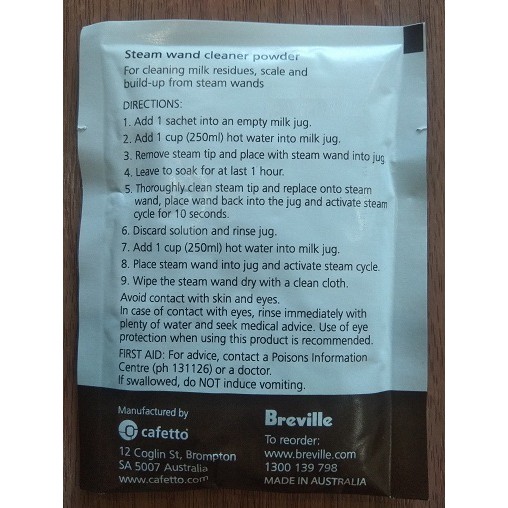 Steam wand cleaner powder
For cleaning milk residues, scale and
build-up from steam wands
DIRECTIONS:
1. Add 1 sachet into an empty milk jug.
2. Add 1 cup (250ml) hot water into milk jug.
3. Remove steam tip and place with steam wand into jug
4. Leave to soak for at last 1 hour.
5. Thoroughly clean steam tip and replace onto steam
wand, place wand back into the jug and activate steam
cycle for 10 seconds.
6. Discard solution and rinse jug.
7. Add 1 cup (250ml) hot water into milk jug.
8. Place steam wand into jug and activate steam cycle.
9. Wipe the steam wand dry with a clean cloth.
Avoid contact with skin and eyes.
In case of contact with eyes, rinse immediately with
plenty of water and seek medical advice. Use of eye
protection when using this product is recommended.
FIRST AID: For advice, contact a Poisons Information
Centre (ph 131126) or a doctor.
If swallowed, do NOT induce vomiting.
Manufactured by
cafetto
12 Coglin St, Brompton
SA 5007 Australia
www.cafetto.com
Breville
To reorder:
www.breville.com
1300 139 798
MADE IN AUSTRALIA